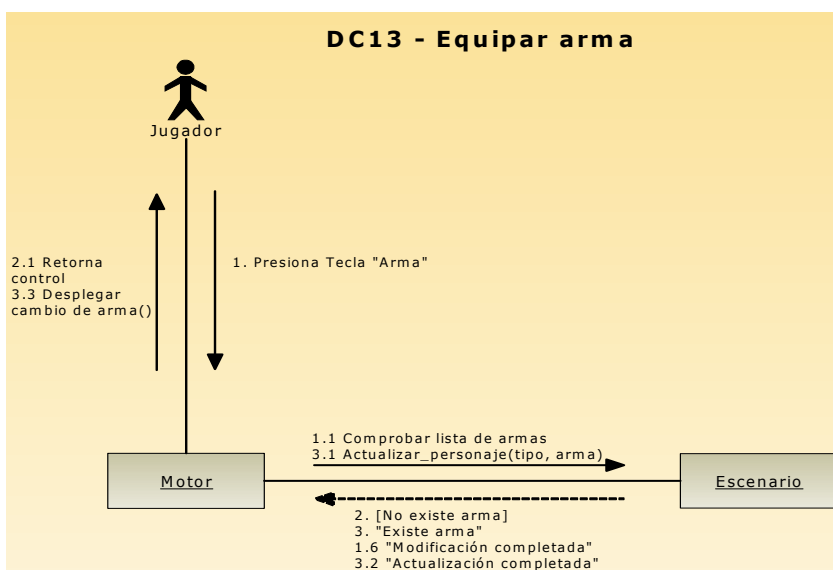 DC13 - Equipar arma
Jugador
2.1 Retorna
control
3.3 Desplegar
cambio de arma()
1. Presiona Tecla "Arma"
1.1 Comprobar lista de armas
3.1 Actualizar_personaje(tipo, arma)
Motor
Escenario
2. [No existe arma]
3. "Existe arma"
1.6 "Modificación completada"
3.2 "Actualización completada"